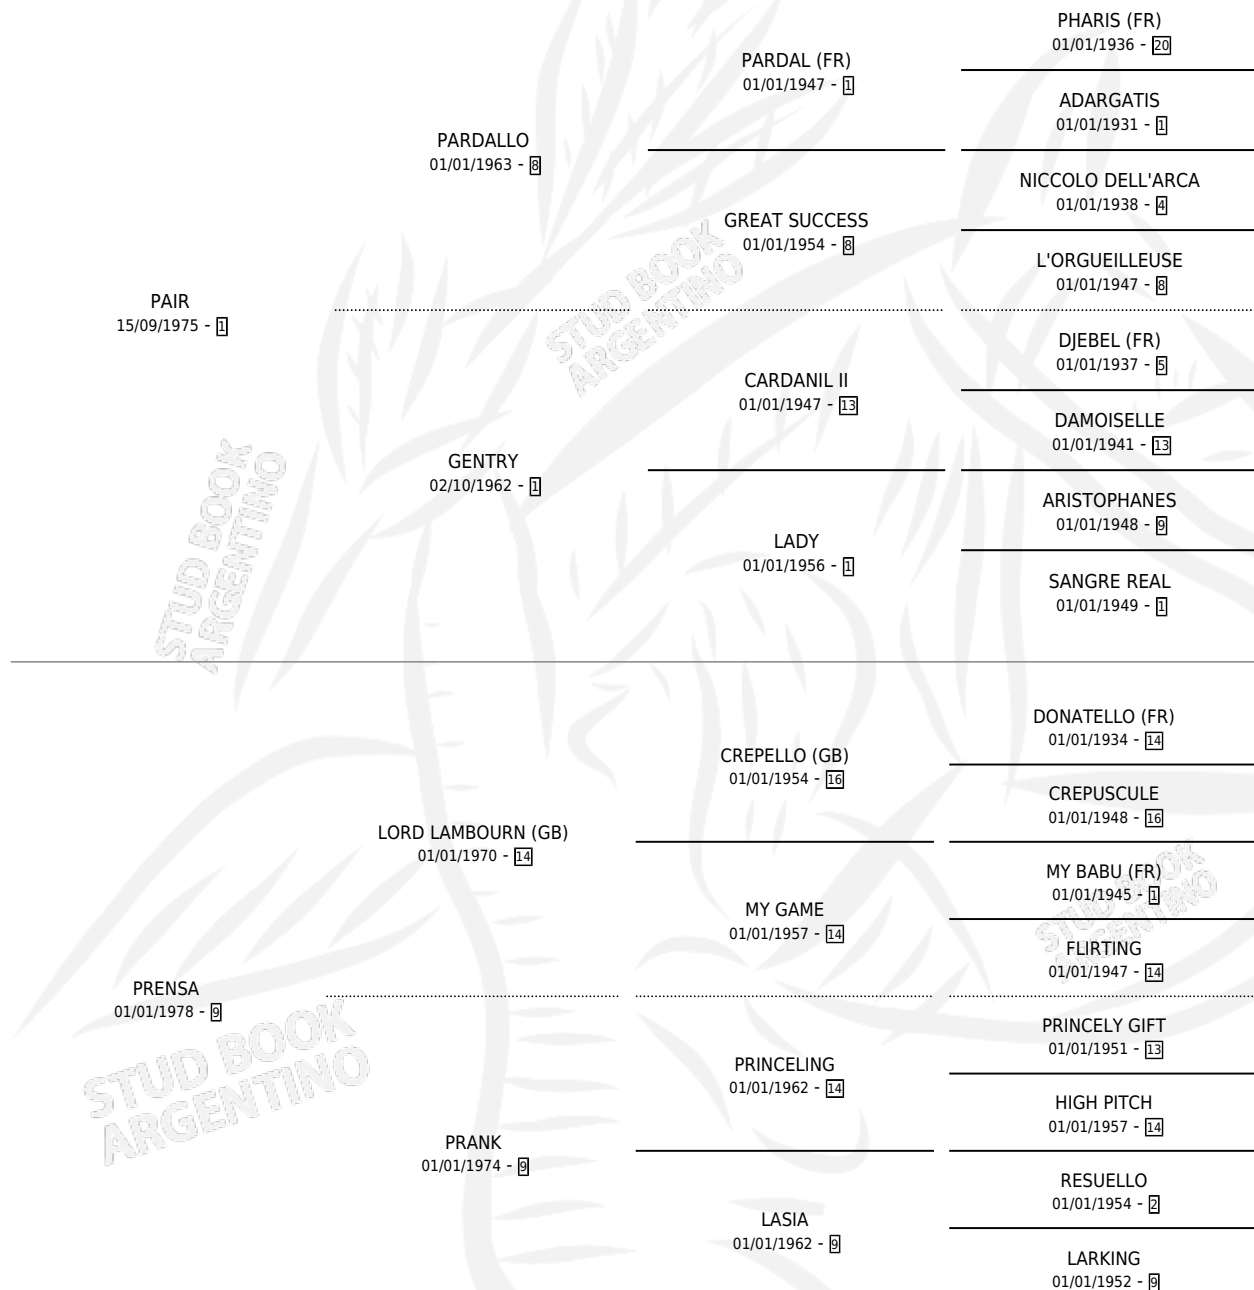 PHARIS (FR)
01/01/1936 - 20
PARDAL (FR)
01/01/1947 - 1
ADARGATIS
01/01/1931 - 1
PARDALLO
01/01/1963 - 8
NICCOLO DELL'ARCA
01/01/1938 - 4
GREAT SUCCESS
01/01/1954 - 8
L'ORGUEILLEUSE
01/01/1947 - 8
PAIR
15/09/1975 - 1
DJEBEL (FR)
01/01/1937 - 5
CARDANIL II
01/01/1947 - 13
DAMOISELLE
01/01/1941 - 13
GENTRY
02/10/1962 - 1
ARISTOPHANES
01/01/1948 - 9
LADY
01/01/1956 - 1
SANGRE REAL
01/01/1949 - 1
DONATELLO (FR)
01/01/1934 - 14
CREPELLO (GB)
01/01/1954 - 16
CREPUSCULE
01/01/1948 - 16
LORD LAMBOURN (GB)
01/01/1970 - 14
MY BABU (FR)
01/01/1945 - 1
MY GAME
01/01/1957 - 14
FLIRTING
01/01/1947 - 14
PRENSA
01/01/1978 - 9
PRINCELY GIFT
01/01/1951 - 13
PRINCELING
01/01/1962 - 14
HIGH PITCH
01/01/1957 - 14
PRANK
01/01/1974 - 9
RESUELLO
01/01/1954 - 2
LASIA
01/01/1962 - 9
LARKING
01/01/1952 - 9
STUD BOOK
ARGENTINO
STUD BOOK
ARGENTINO
STUD BOOK
ARGENTINO
STUD BOOK
ARGENTINO